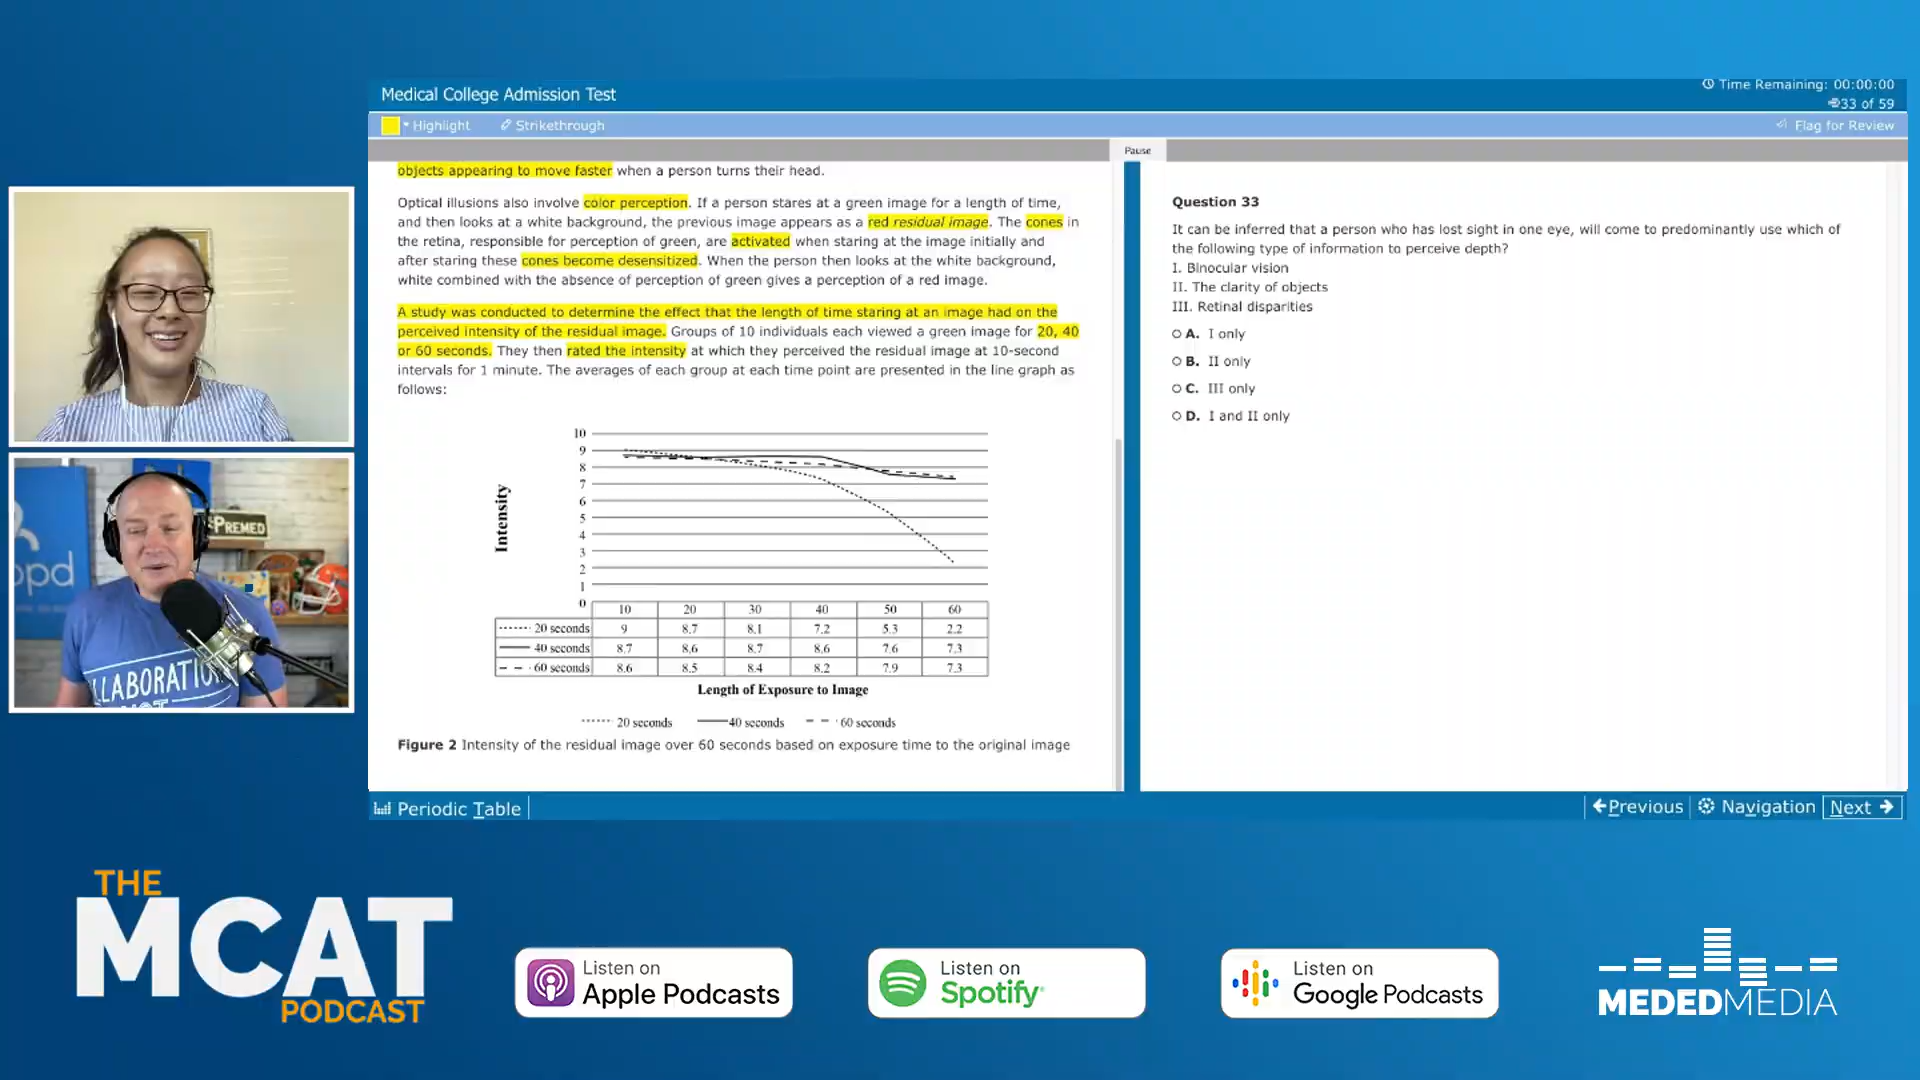 Medical College Admission Test
Time Remaining: 00:00:00
33 of 59
Highlight
Strikethrough
Flag for Review
Pause
objects appearing to move faster when a person turns their head.
Optical illusions also involve color perception. If a person stares at a green image for a length of time,
and then looks at a white background, the previous image appears as a red residual image. The cones in
the retina, responsible for perception of green, are activated when staring at the image initially and
after staring these cones become desensitized. When the person then looks at the white background,
white combined with the absence of perception of green gives a perception of a red image.
A study was conducted to determine the effect that the length of time staring at an image had on the
perceived intensity of the residual image. Groups of 10 individuals each viewed a green image for 20, 40
or 60 seconds. They then rated the intensity at which they perceived the residual image at 10-second
intervals for 1 minute. The averages of each group at each time point are presented in the line graph as
follows:
Intensity
10
9
8
7
6
5
4
3
2
1
0
10 20 30 40 50 60
20 seconds 9 8.7 8.1 7.2 5.3 2.2
40 seconds 8.7 8.6 8.7 8.6 7.6 7.3
60 seconds 8.6 8.5 8.4 8.2 7.9 7.3
Length of Exposure to Image
20 seconds 40 seconds 60 seconds
Figure 2 Intensity of the residual image over 60 seconds based on exposure time to the original image
Question 33
It can be inferred that a person who has lost sight in one eye, will come to predominantly use which of
the following type of information to perceive depth?
I. Binocular vision
II. The clarity of objects
III. Retinal disparities
A. I only
B. II only
C. III only
D. I and II only
Periodic Table
Previous
Navigation
Next
PREMED
ppd
LLABORATIO
NOT
THE
MCAT
PODCAST
Listen on
Apple Podcasts
Listen on
Spotify
Listen on
Google Podcasts
MEDEDMEDIA